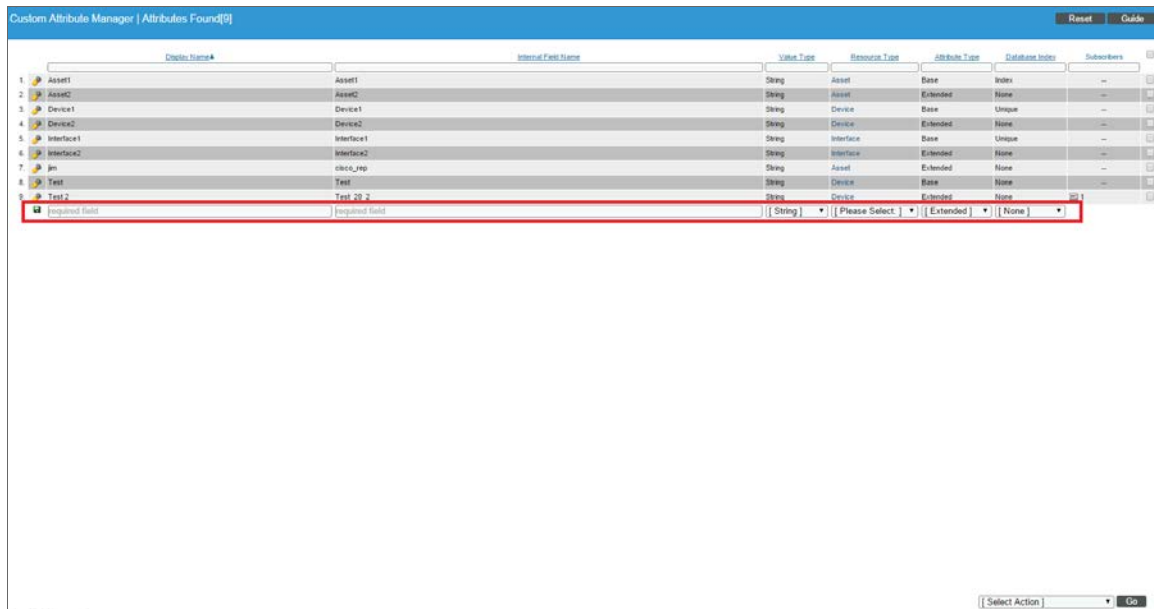 Custom Attribute Manager | Attributes Found[9] Reset Guide
Display Name Internal Field Name Value Type Resource Type Attribute Type Database Index Subscribers
1. Asset1 Asset1 String Asset Base Index --
2. Asset2 Asset2 String Asset Extended None --
3. Device1 Device1 String Device Base Unique --
4. Device2 Device2 String Device Extended None --
5. Interface1 Interface1 String Interface Base Unique --
6. Interface2 Interface2 String Interface Extended None --
7. jim cisco_rep String Asset Extended None --
8. Test Test String Device Base None --
9. Test 2 Test_20_2 String Device Extended None 1
required field required field [ String ] [ Please Select. ] [ Extended ] [ None ]
[ Select Action ] Go